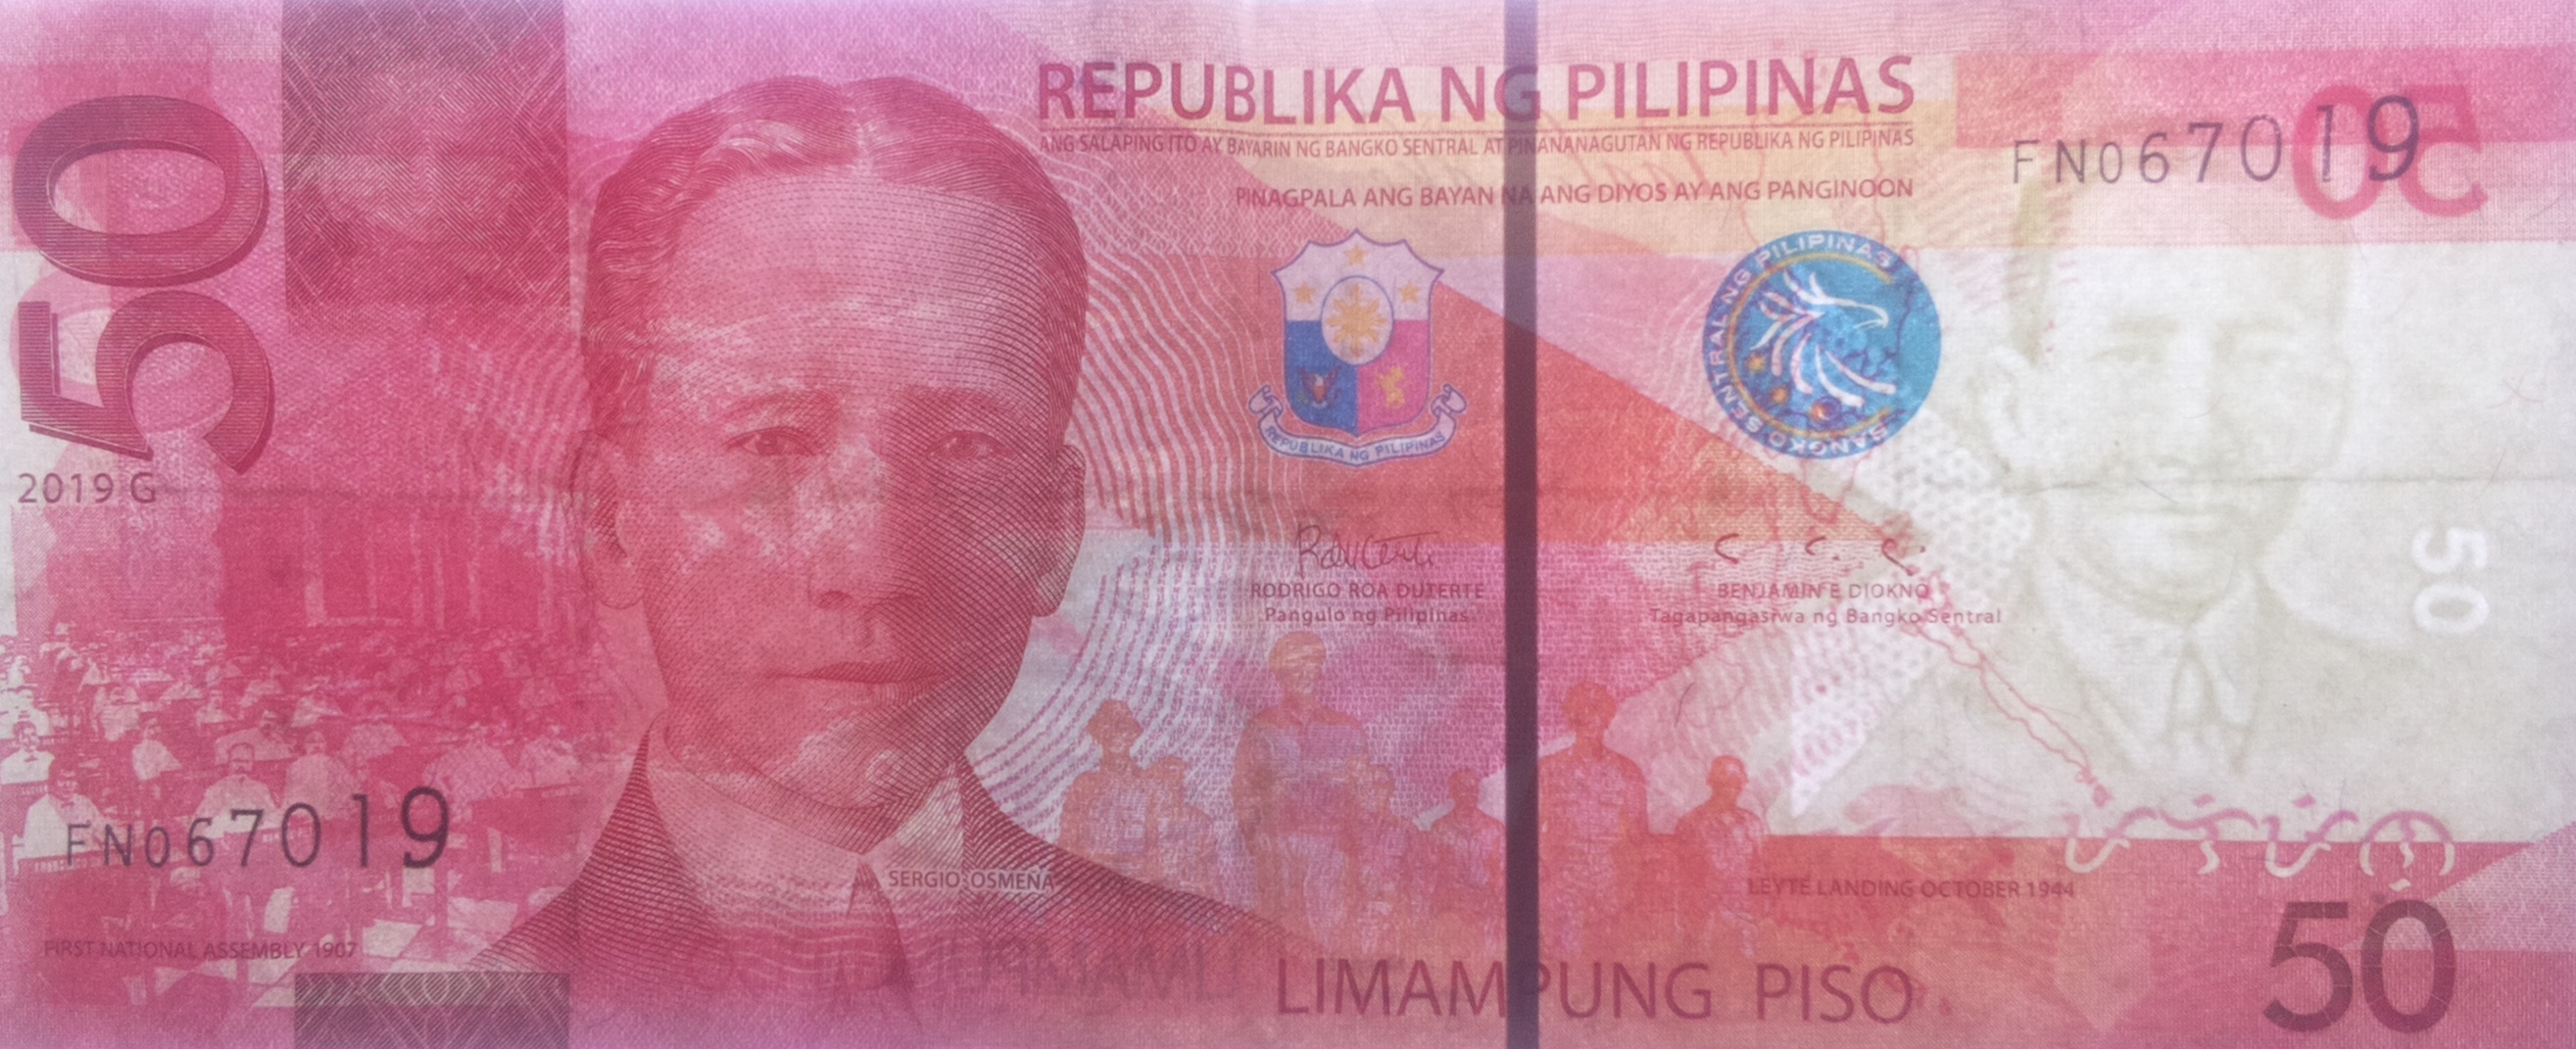 50
REPUBLIKA NG PILIPINAS
ANG SALAPING ITO AY BAYARIN NG BANGKO SENTRAL AT PINANANAGUTAN NG REPUBLIKA NG PILIPINAS
PINAGPALA ANG BAYAN NA ANG DIYOS AY ANG PANGINOON
FN067019
50
REPUBLIKA NG PILIPINAS
BANGKO SENTRAL NG PILIPINAS
2019 G
RODRIGO ROA DUTERTE
Pangulo ng Pilipinas
BENJAMIN E DIOKNO
Tagapangasiwa ng Bangko Sentral
50
FN067019
SERGIO OSMEÑA
LEYTE LANDING OCTOBER 1944
FIRST NATIONAL ASSEMBLY 1907
LIMAMPUNG PISO
50